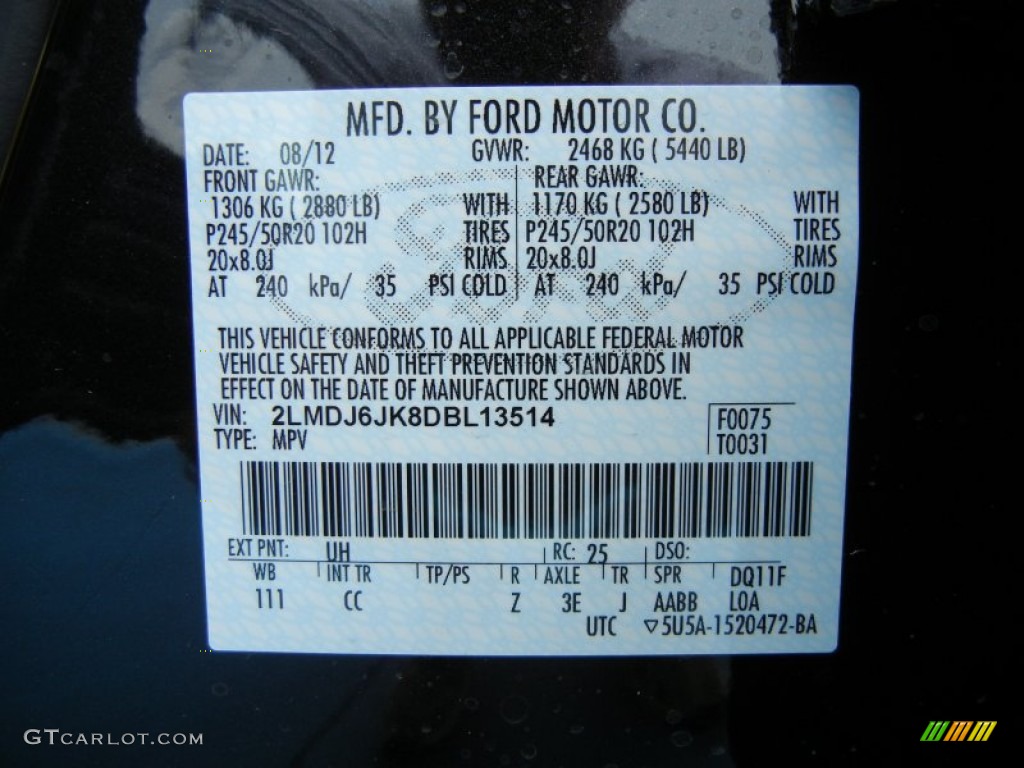 MFD. BY FORD MOTOR CO.
DATE: 08/12 GVWR: 2468 KG ( 5440 LB)
FRONT GAWR: REAR GAWR:
1306 KG ( 2880 LB) WITH 1170 KG ( 2580 LB) WITH
P245/50R20 102H TIRES P245/50R20 102H TIRES
20x8.0J RIMS 20x8.0J RIMS
AT 240 kPa/ 35 PSI COLD AT 240 kPa/ 35 PSI COLD
THIS VEHICLE CONFORMS TO ALL APPLICABLE FEDERAL MOTOR
VEHICLE SAFETY AND THEFT PREVENTION STANDARDS IN
EFFECT ON THE DATE OF MANUFACTURE SHOWN ABOVE.
VIN: 2LMDJ6JK8DBL13514 F0075
TYPE: MPV T0031
EXT PNT: UH RC: 25 DSO:
WB INT TR TP/PS R AXLE TR SPR DQ11F
111 CC Z 3E J AABB LOA
UTC ▽5U5A-1520472-BA
GTCARLOT.COM